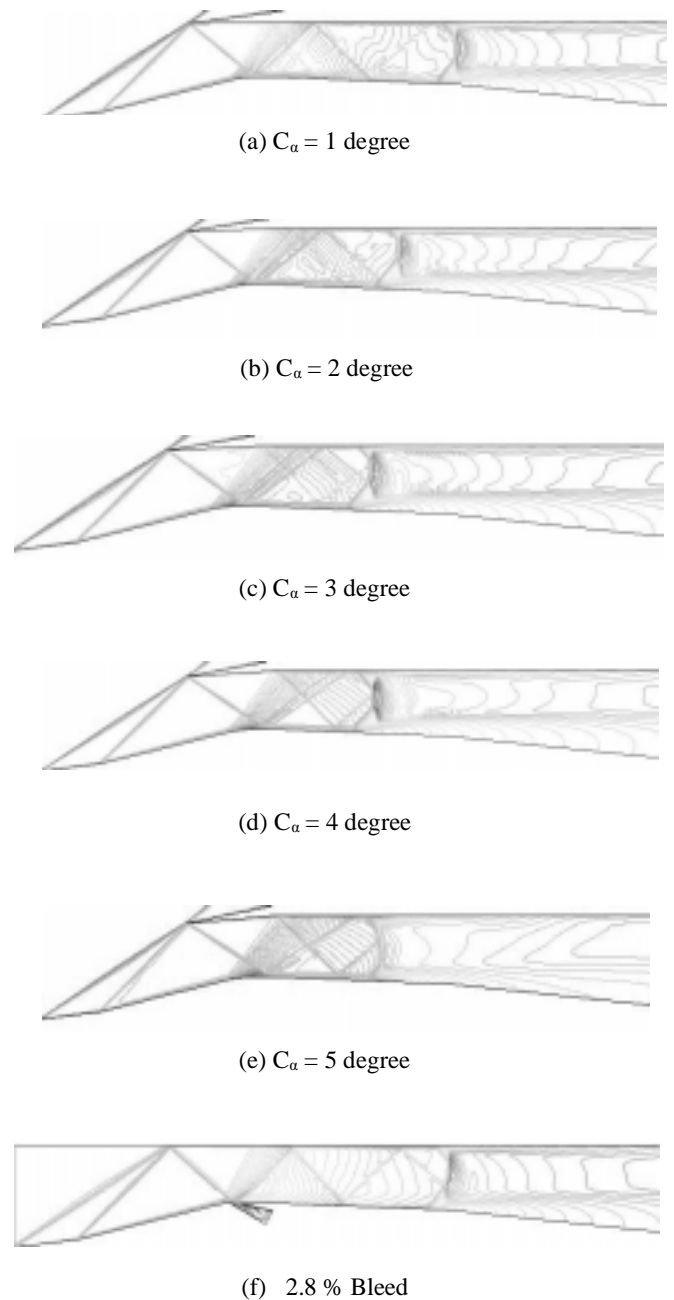 (a) Cα = 1 degree
(b) Cα = 2 degree
(c) Cα = 3 degree
(d) Cα = 4 degree
(e) Cα = 5 degree
(f) 2.8 % Bleed